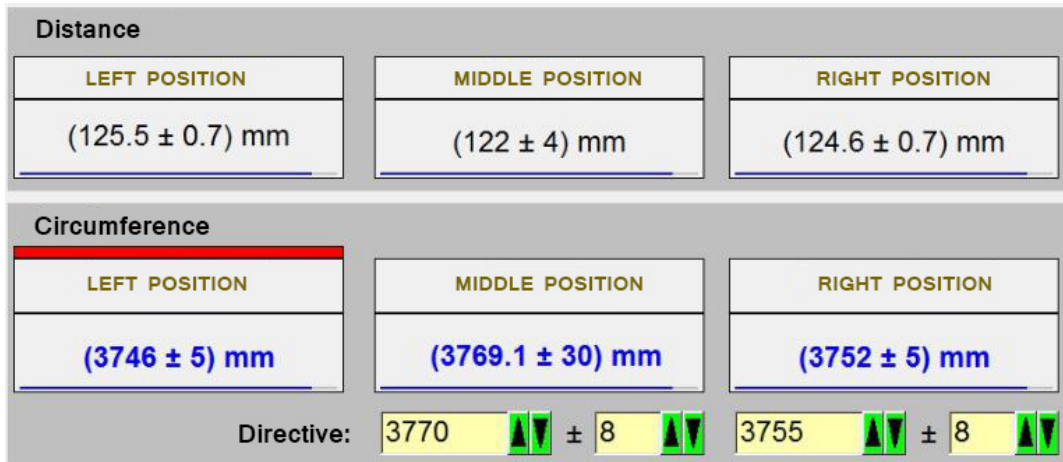 Distance
LEFT POSITION
MIDDLE POSITION
RIGHT POSITION
(125.5 ± 0.7) mm
(122 ± 4) mm
(124.6 ± 0.7) mm
Circumference
LEFT POSITION
MIDDLE POSITION
RIGHT POSITION
(3746 ± 5) mm
(3769.1 ± 30) mm
(3752 ± 5) mm
Directive: 3770 ± 8 3755 ± 8